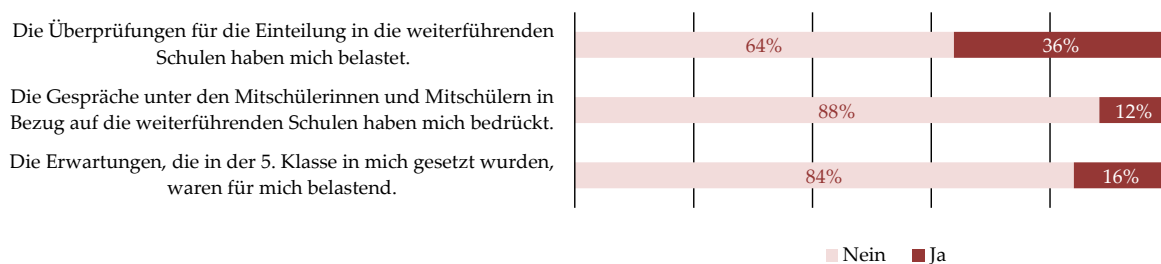 Die Überprüfungen für die Einteilung in die weiterführenden
Schulen haben mich belastet.
64%
36%
Die Gespräche unter den Mitschülerinnen und Mitschülern in
Bezug auf die weiterführenden Schulen haben mich bedrückt.
88%
12%
Die Erwartungen, die in der 5. Klasse in mich gesetzt wurden,
waren für mich belastend.
84%
16%
Nein
Ja